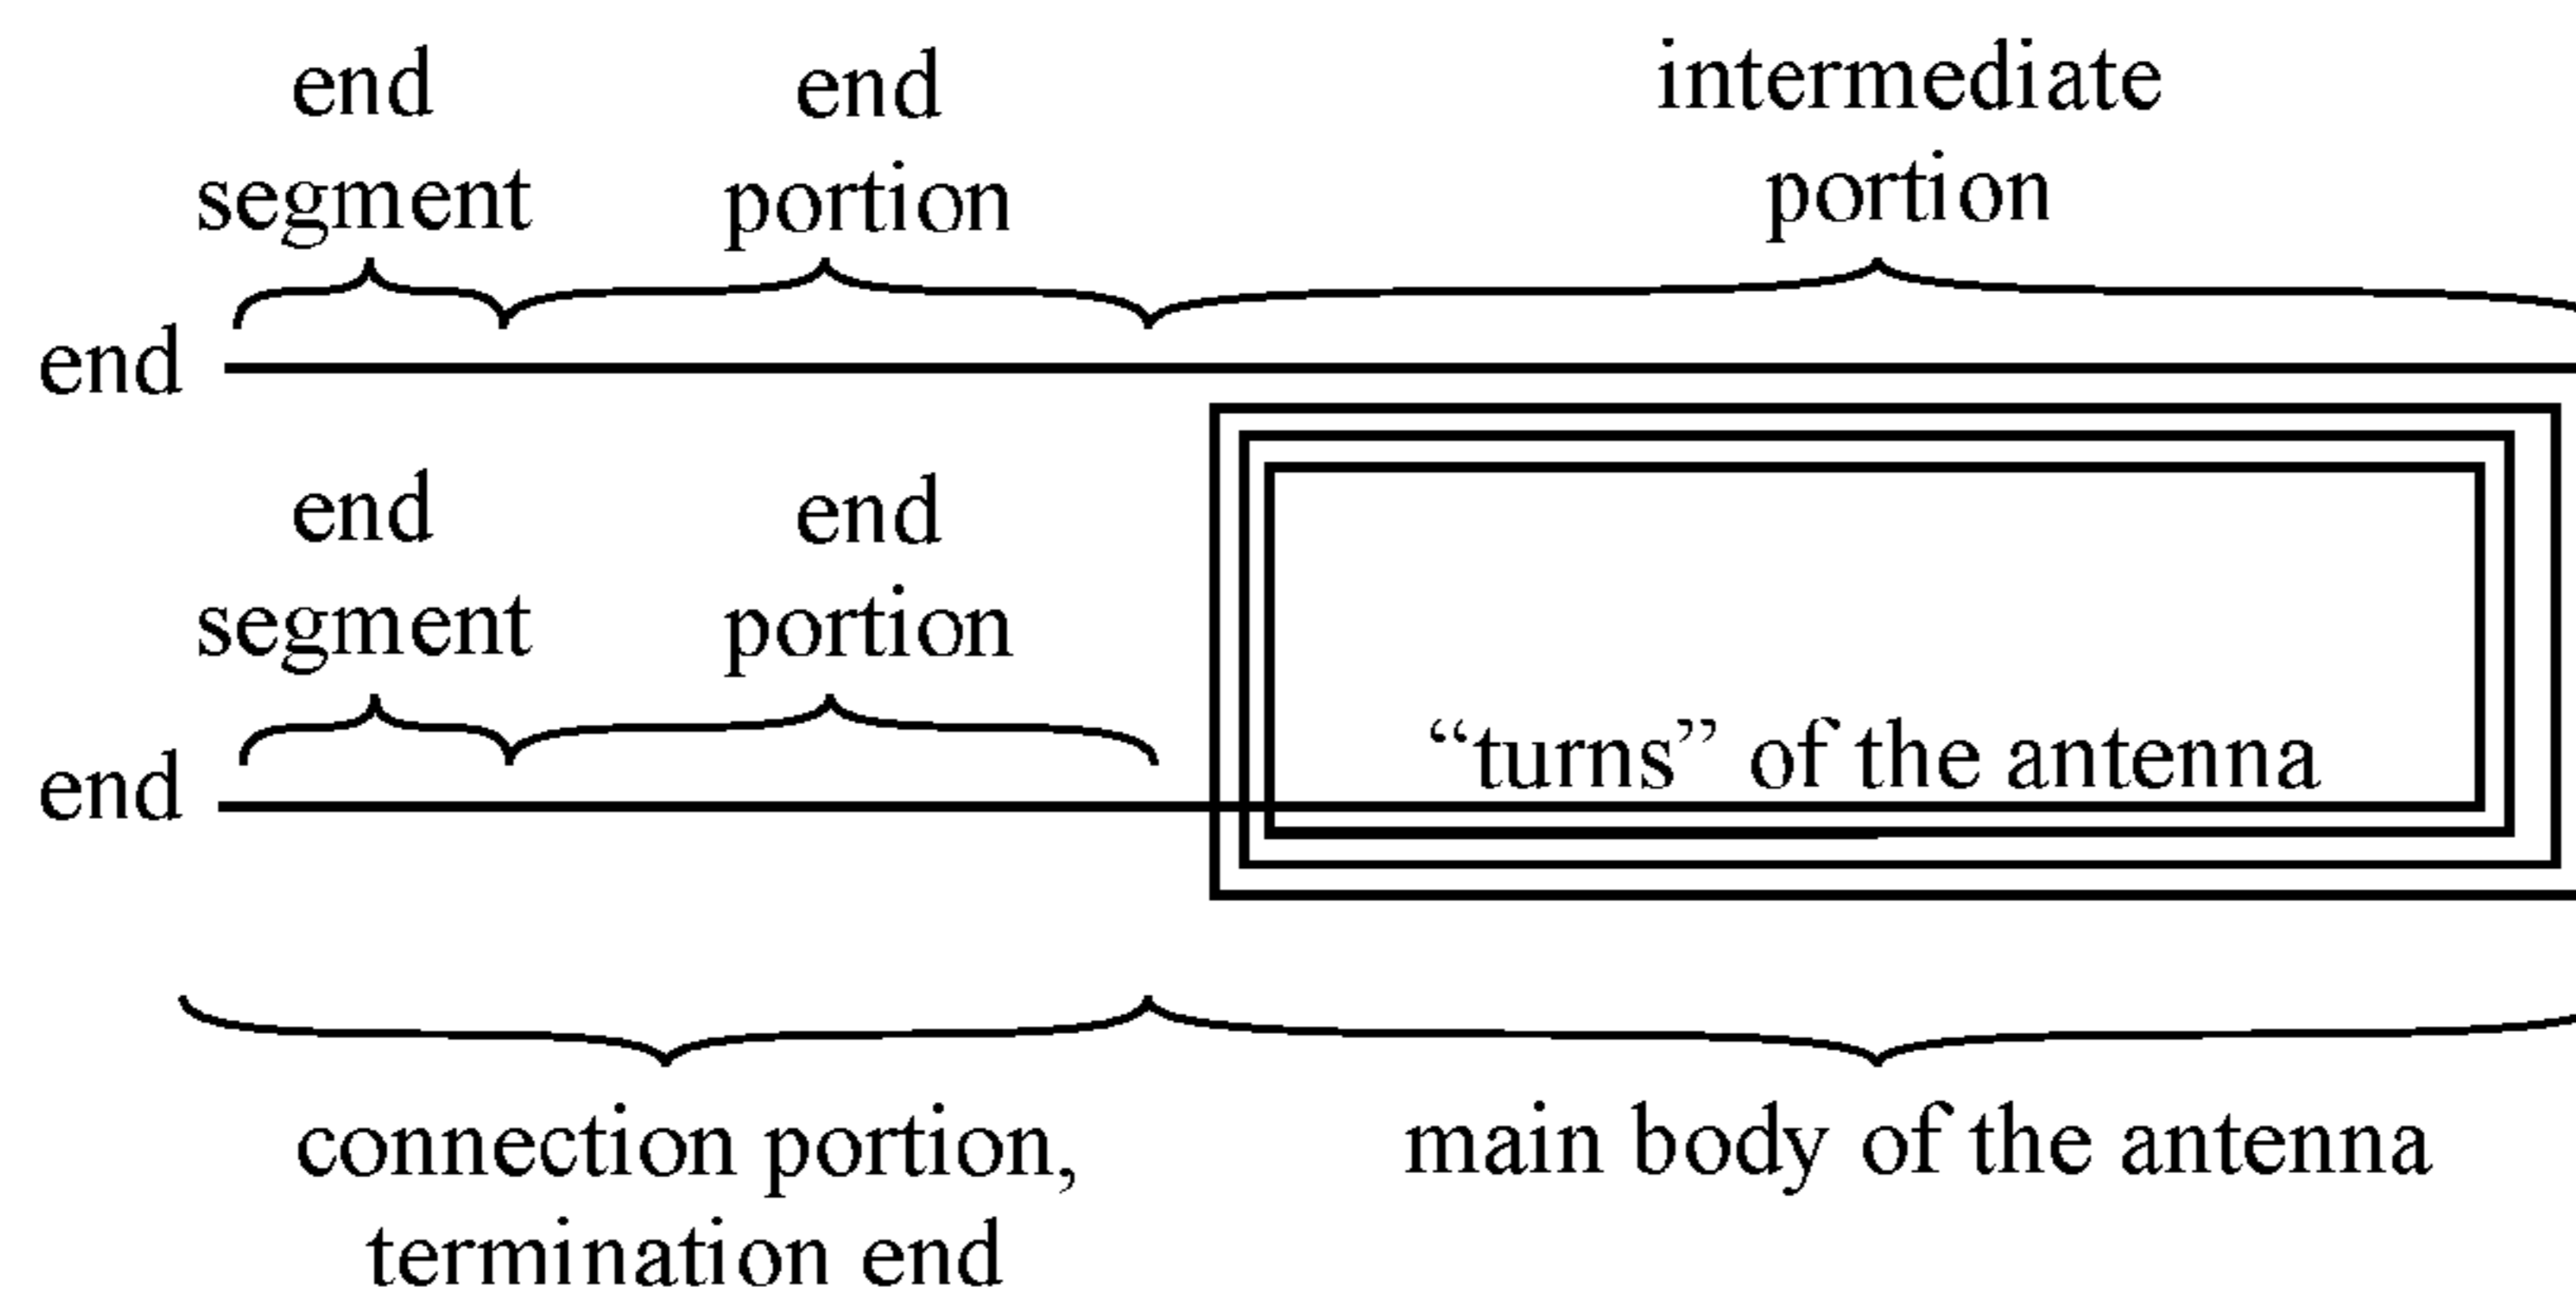 end
segment
end
portion
intermediate
portion
end
end
segment
end
portion
“turns” of the antenna
end
connection portion,
termination end
main body of the antenna